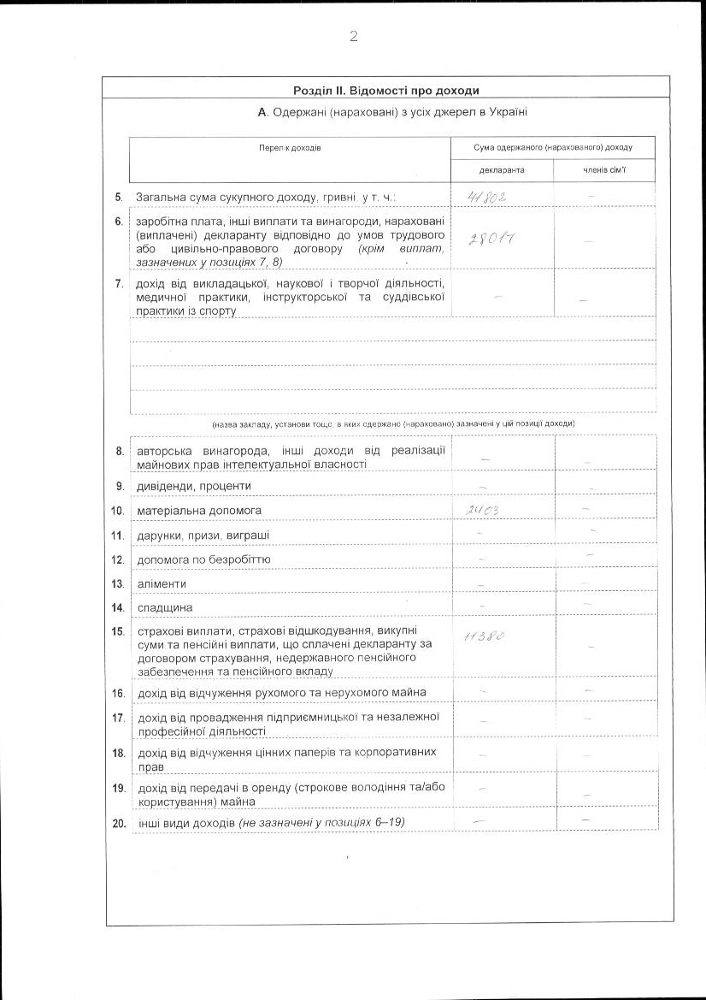 2
Розділ II. Відомості про доходи
А. Одержані (нараховані) з усіх джерел в Україні
Перелік доходів
Сума одержаного (нарахованого) доходу
декларанта
членів сім'ї
5. Загальна сума сукупного доходу, гривні, у т. ч.: 41802 –
6. заробітна плата, інші виплати та винагороди, нараховані
(виплачені) декларанту відповідно до умов трудового
або цивільно-правового договору (крім виплат,
зазначених у позиціях 7, 8)
–
7. дохід від викладацької, наукової і творчої діяльності,
медичної практики, інструкторської та суддівської
практики із спорту
– –
(назва закладу, установи тощо, в яких одержано (нараховано) зазначені у цій позиції доходи)
8. авторська винагорода, інші доходи від реалізації
майнових прав інтелектуальної власності
– –
9. дивіденди, проценти – –
10. матеріальна допомога 2403 –
11. дарунки, призи, виграші – –
12. допомога по безробіттю – –
13. аліменти – –
14. спадщина – –
15. страхові виплати, страхові відшкодування, викупні 11380
суми та пенсійні виплати, що сплачені декларанту за
договором страхування, недержавного пенсійного –
забезпечення та пенсійного вкладу
16. дохід від відчуження рухомого та нерухомого майна – –
17. дохід від провадження підприємницької та незалежної
професійної діяльності
– –
18. дохід від відчуження цінних паперів та корпоративних
прав
– –
19. дохід від передачі в оренду (строкове володіння та/або
користування) майна
– –
20. інші види доходів (не зазначені у позиціях 6–19) – –